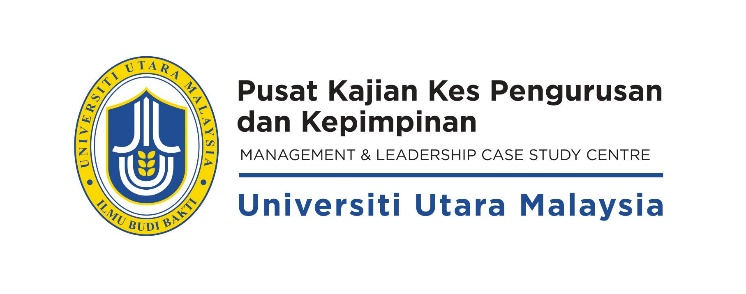 UNIVERSITI UTARA MALAYSIA
ILMU BUDI BAKTI
Pusat Kajian Kes Pengurusan
dan Kepimpinan
MANAGEMENT & LEADERSHIP CASE STUDY CENTRE
Universiti Utara Malaysia